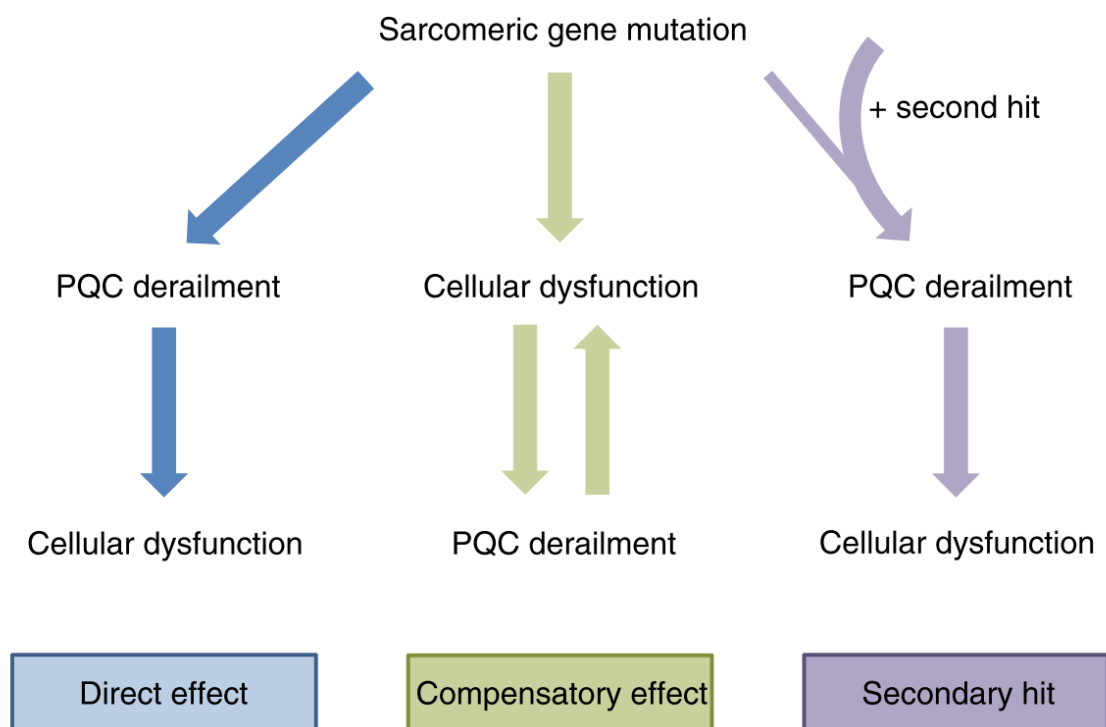 Sarcomeric gene mutation
+ second hit
PQC derailment
Cellular dysfunction
PQC derailment
Cellular dysfunction
PQC derailment
Cellular dysfunction
Direct effect
Compensatory effect
Secondary hit